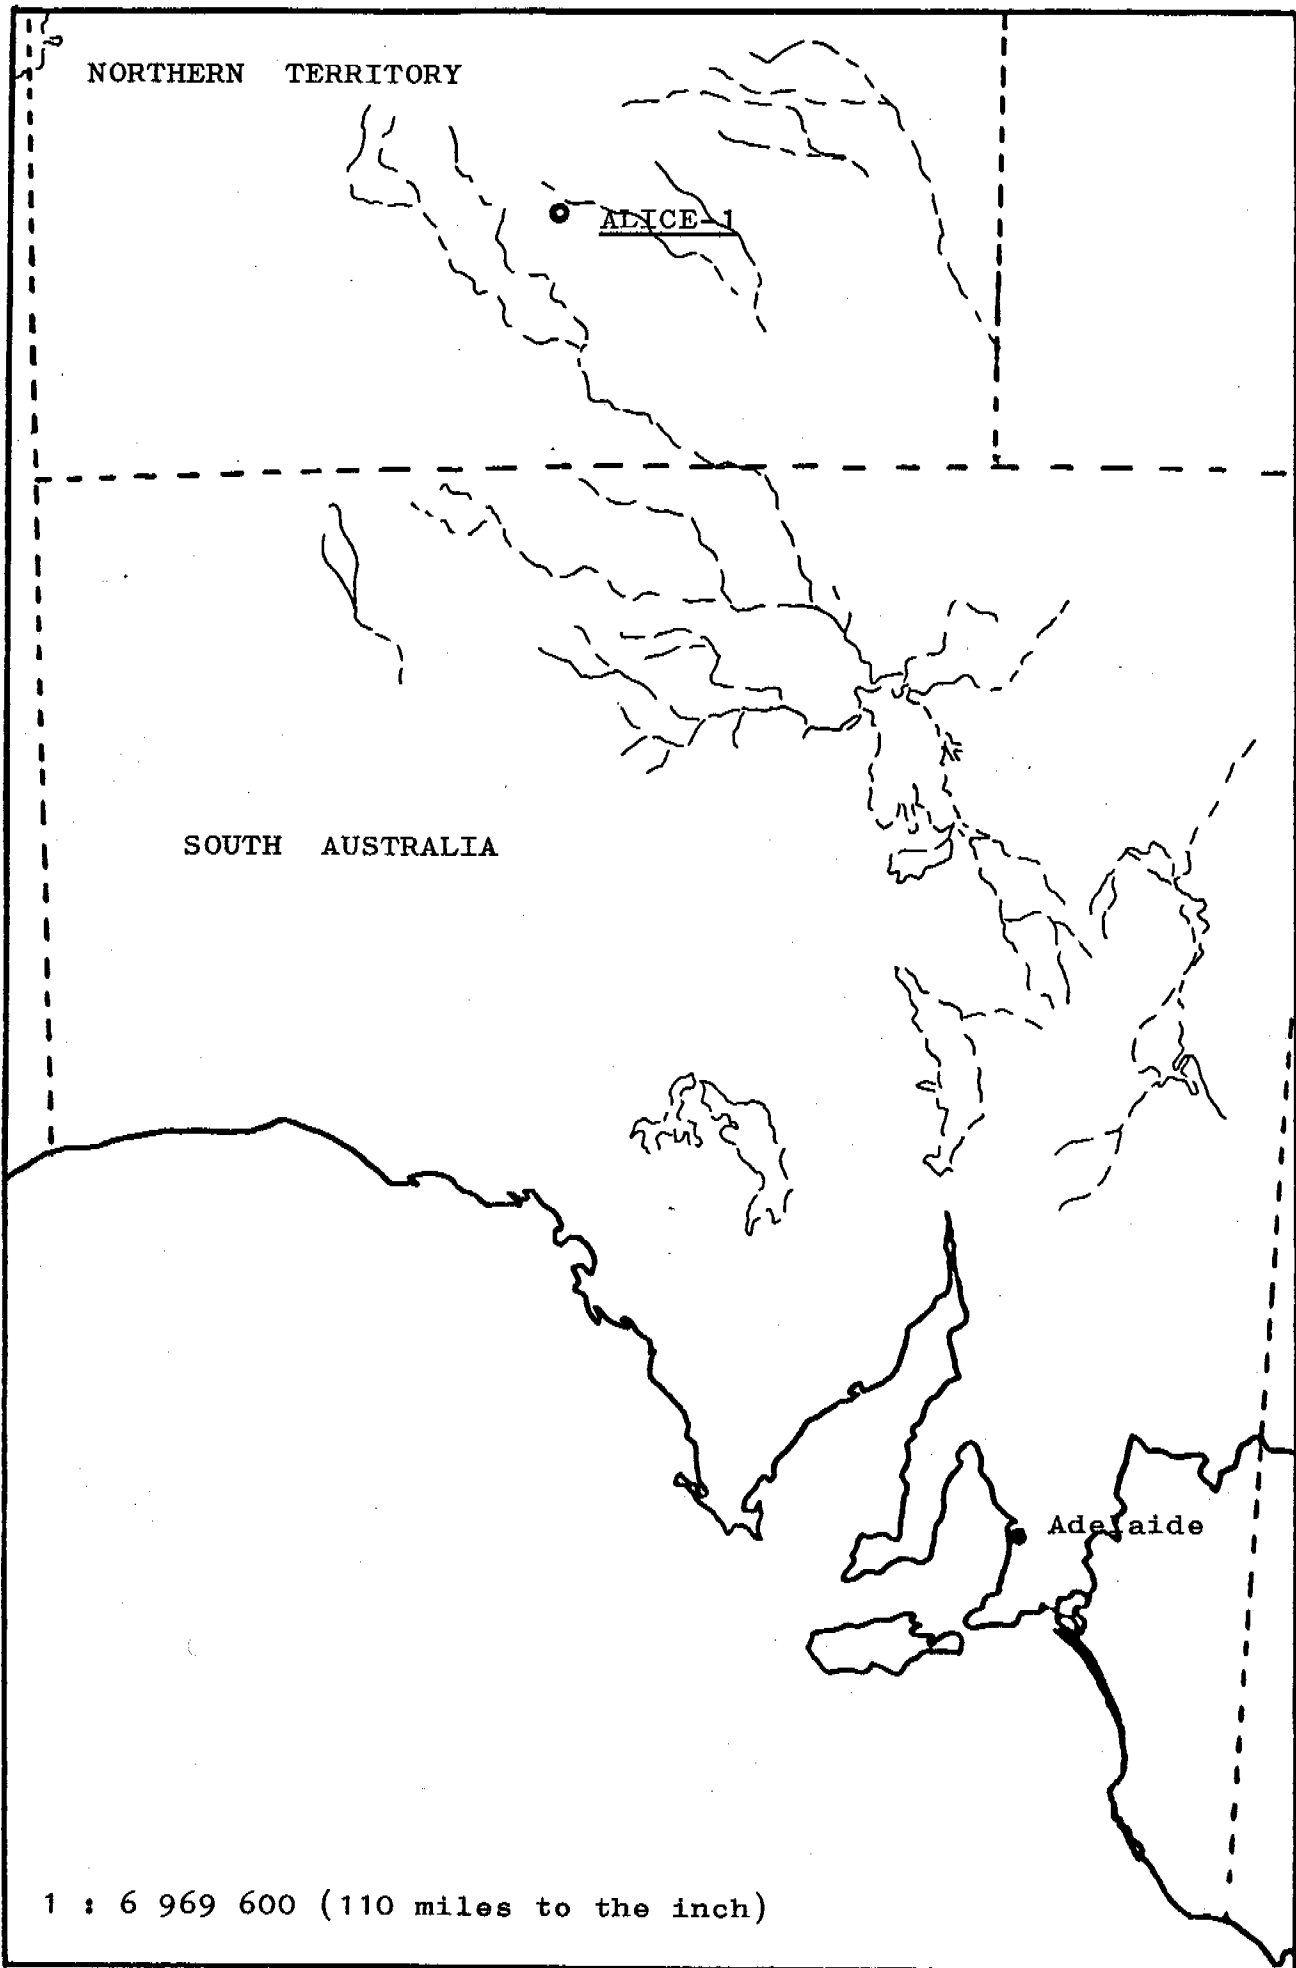 NORTHERN TERRITORY
ALICE-1
SOUTH AUSTRALIA
Adelaide
1 : 6 969 600 (110 miles to the inch)